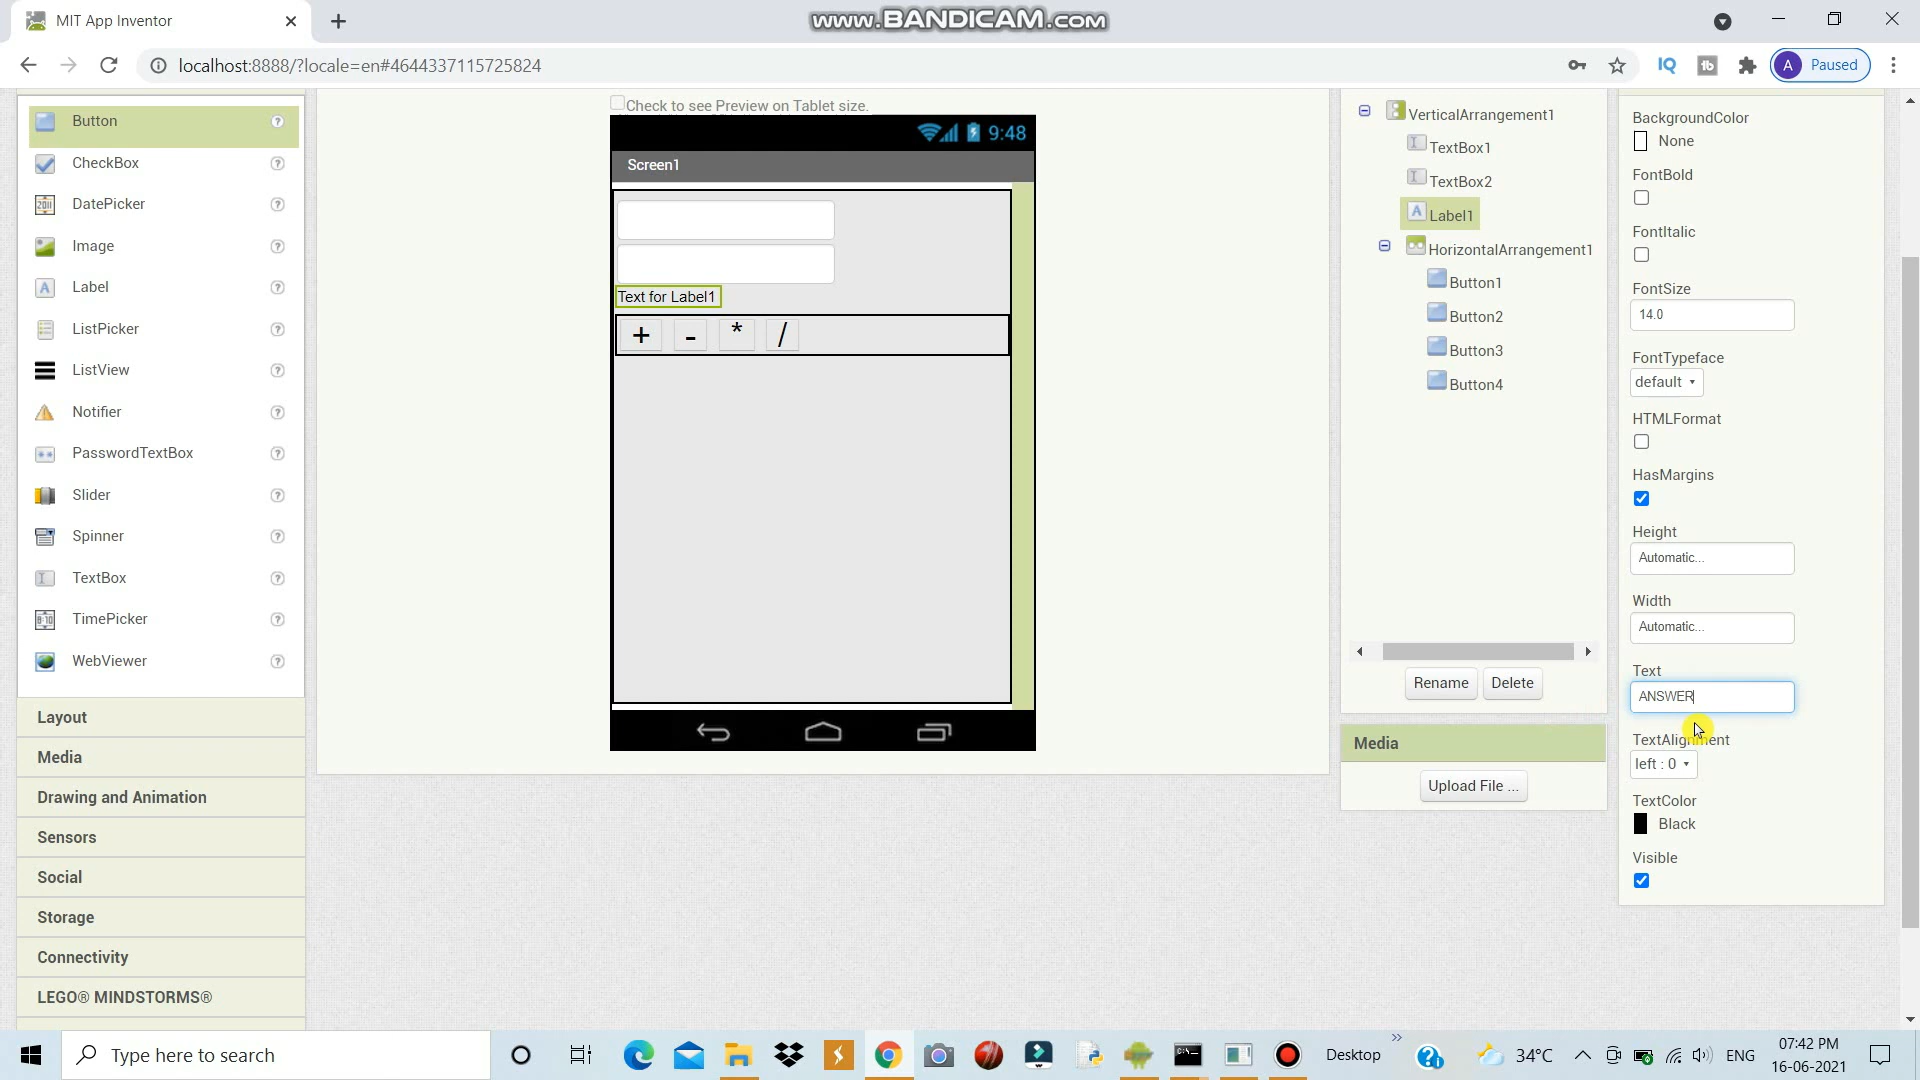 MIT App Inventor
www.BANDICAM.com
localhost:8888/?locale=en#4644337115725824
IQ
tb
A Paused
Button
CheckBox
DatePicker
Image
Label
ListPicker
ListView
Notifier
PasswordTextBox
Slider
Spinner
TextBox
TimePicker
WebViewer
Layout
Media
Drawing and Animation
Sensors
Social
Storage
Connectivity
LEGO® MINDSTORMS®
Check to see Preview on Tablet size.
9:48
Screen1
Text for Label1
+ - * /
VerticalArrangement1
TextBox1
TextBox2
Label1
HorizontalArrangement1
Button1
Button2
Button3
Button4
Rename Delete
Media
Upload File ...
BackgroundColor
None
FontBold
FontItalic
FontSize
14.0
FontTypeface
default
HTMLFormat
HasMargins
Height
Automatic...
Width
Automatic...
Text
ANSWER
TextAlignment
left : 0
TextColor
Black
Visible
Type here to search
Desktop
34°C
ENG
07:42 PM
16-06-2021